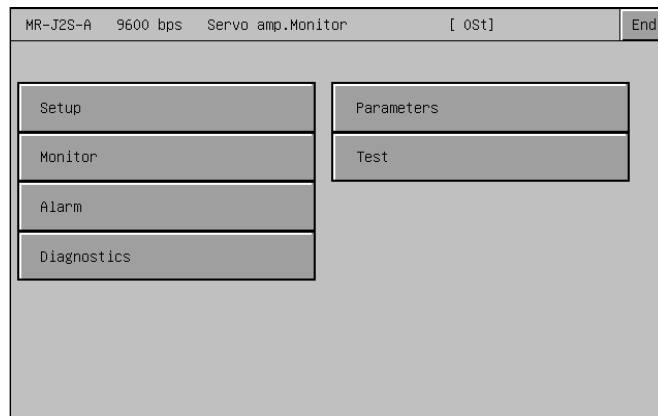 MR-J2S-A 9600 bps Servo amp.Monitor [ 0St] End
Setup
Monitor
Alarm
Diagnostics
Parameters
Test